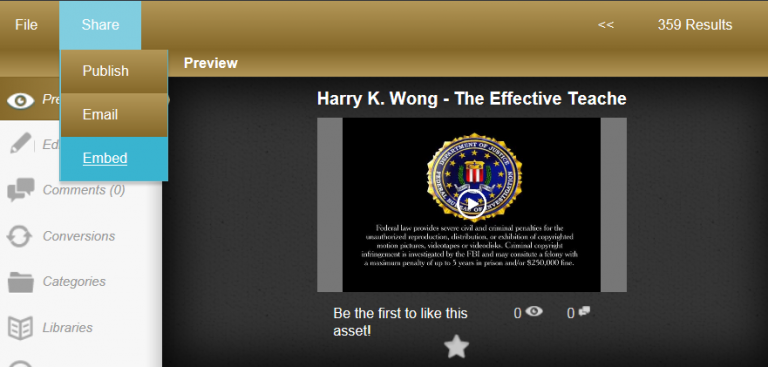 File
Share
<<
359 Results
Publish
Email
Embed
Preview
Pre
Ed
Comments (0)
Conversions
Categories
Libraries
Harry K. Wong - The Effective Teache
DEPARTMENT OF JUSTICE
FEDERAL BUREAU OF INVESTIGATION
Federal law provides severe civil and criminal penalties for the
unauthorized reproduction, distribution, or exhibition of copyrighted
motion pictures, videotapes or videodisks. Criminal copyright
infringement is investigated by the FBI and may consitute a felony with
a maximum penalty of up to 5 years in prison and/or $250,000 fine.
Be the first to like this
asset!
0
0